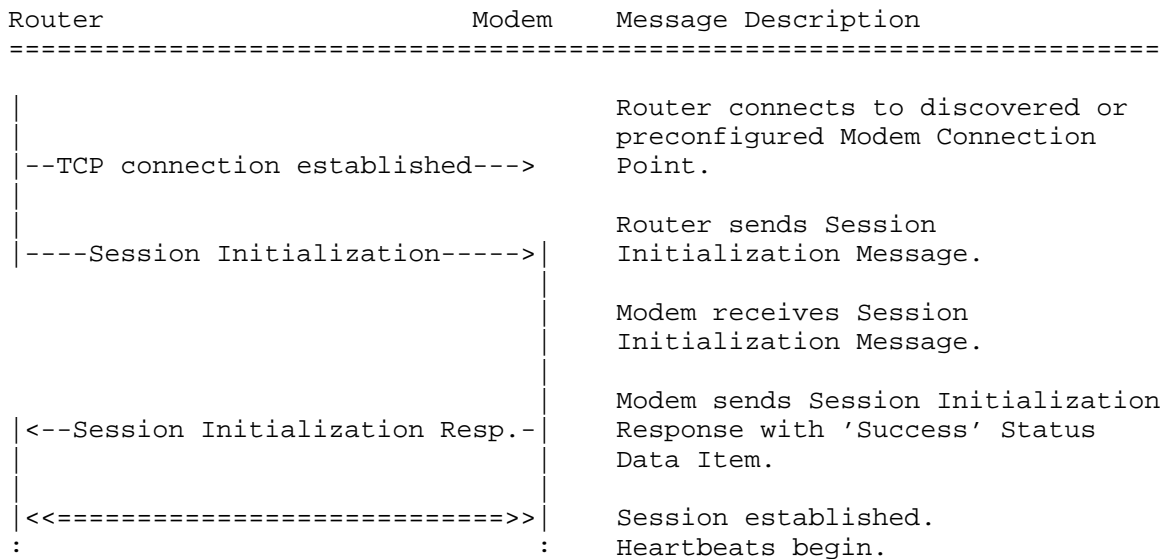 Router                       Modem    Message Description
========================================================================

|                                     Router connects to discovered or
|                                     preconfigured Modem Connection
|--TCP connection established--->     Point.
|
|                                     Router sends Session
|----Session Initialization----->|    Initialization Message.
                                 |
                                 |    Modem receives Session
                                 |    Initialization Message.
                                 |
                                 |    Modem sends Session Initialization
|<--Session Initialization Resp.-|    Response with ’Success’ Status
|                                |    Data Item.
|                                |
|<<============================>>|    Session established.
:                                :    Heartbeats begin.